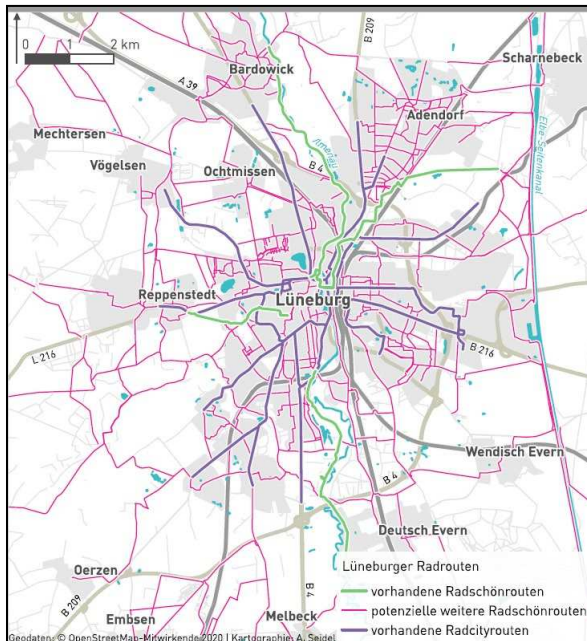 0 1 2 km
B 209
Scharnebeck
Bardowick
A 39
Adendorf
Elbe-Seitenkanal
Mechtersen
Ilmenau
B 4
Vögelsen
Ochtmissen
Reppenstedt
Lüneburg
L 216
B 216
Wendisch Evern
B 4
Deutsch Evern
Oerzen
B 209
Embsen
B 4
Melbeck
Lüneburger Radrouten
vorhandene Radschönrouten
potenzielle weitere Radschönrouten
vorhandene Radcityrouten
Geodaten: © OpenStreetMap-Mitwirkende 2020 | Kartographie: A. Seidel